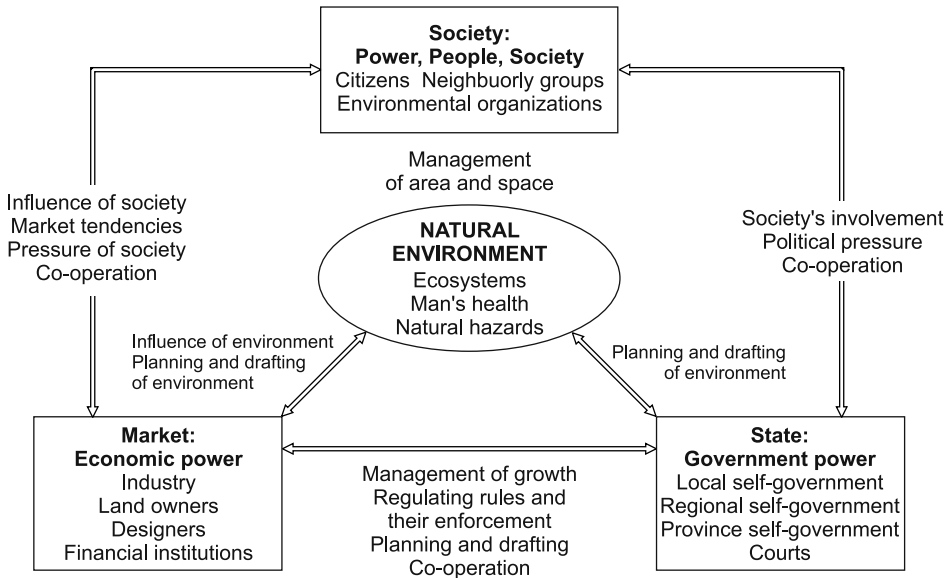 Society:
Power, People, Society
Citizens Neighbuorly groups
Environmental organizations
Management
of area and space
Influence of society
Market tendencies
Pressure of society
Co-operation
Society's involvement
Political pressure
Co-operation
NATURAL
ENVIRONMENT
Ecosystems
Man's health
Natural hazards
Influence of environment
Planning and drafting
of environment
Planning and drafting
of environment
Market:
Economic power
Industry
Land owners
Designers
Financial institutions
Management of growth
Regulating rules and
their enforcement
Planning and drafting
Co-operation
State:
Government power
Local self-government
Regional self-government
Province self-government
Courts